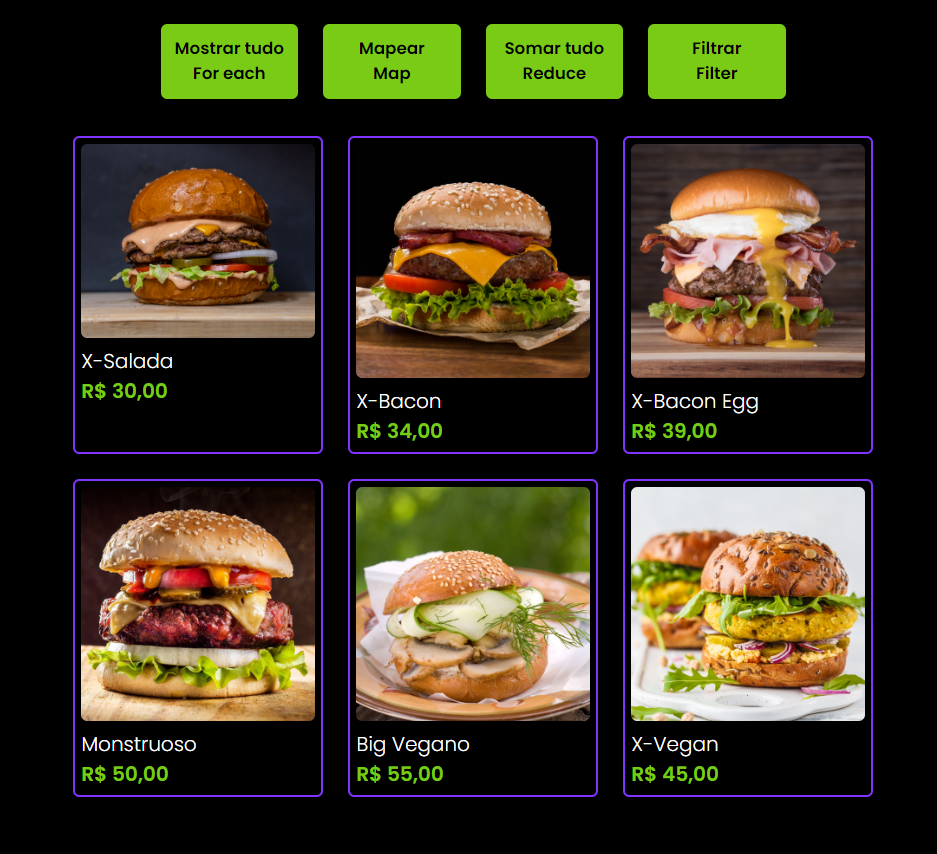 Mostrar tudo
For each
Mapear
Map
Somar tudo
Reduce
Filtrar
Filter
X-Salada
R$ 30,00
X-Bacon
R$ 34,00
X-Bacon Egg
R$ 39,00
Monstruoso
R$ 50,00
Big Vegano
R$ 55,00
X-Vegan
R$ 45,00